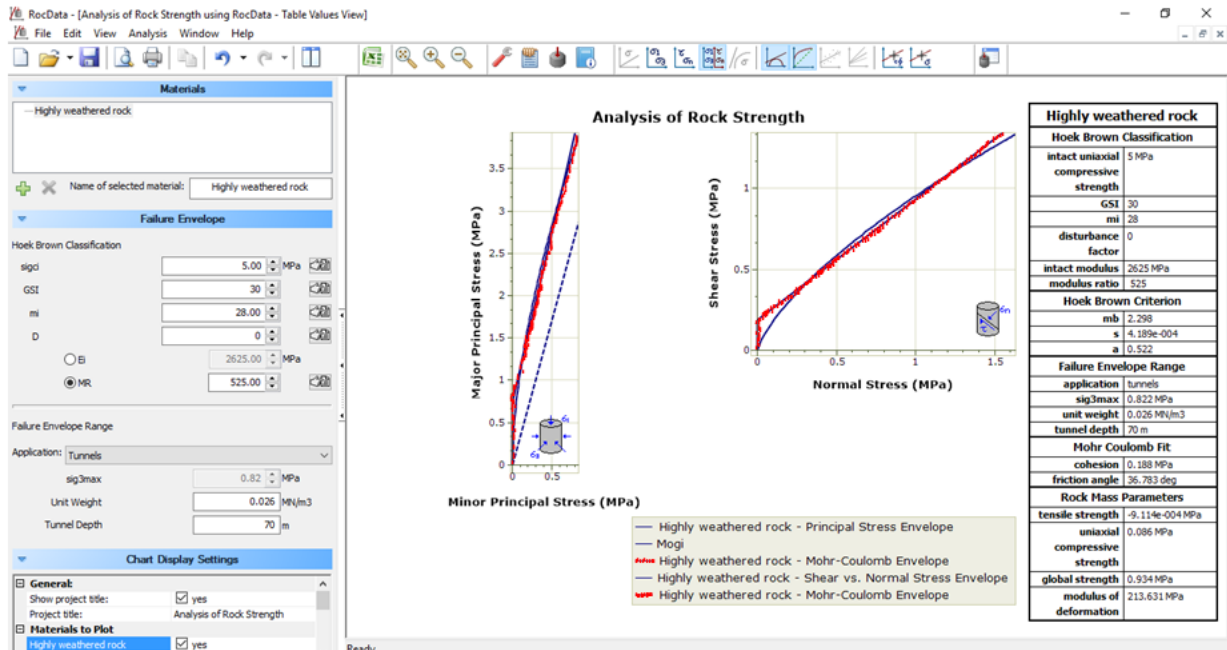 RocData - [Analysis of Rock Strength using RocData - Table Values View]
File Edit View Analysis Window Help
Materials
Highly weathered rock
Name of selected material: Highly weathered rock
Failure Envelope
Hoek Brown Classification
sigci 5.00 MPa
GSI 30
mi 28.00
D 0
Ei 2625.00 MPa
MR 525.00
Failure Envelope Range
Application: Tunnels
sig3max 0.82 MPa
Unit Weight 0.026 MN/m3
Tunnel Depth 70 m
Chart Display Settings
General:
Show project title: yes
Project title: Analysis of Rock Strength
Materials to Plot
Highly weathered rock yes
Analysis of Rock Strength
Major Principal Stress (MPa)
3.5
3
2.5
2
1.5
1
0.5
0
0 0.5
Minor Principal Stress (MPa)
Shear Stress (MPa)
1
0.5
0
0 0.5 1 1.5
Normal Stress (MPa)
Highly weathered rock - Principal Stress Envelope
Mogi
Highly weathered rock - Mohr-Coulomb Envelope
Highly weathered rock - Shear vs. Normal Stress Envelope
Highly weathered rock - Mohr-Coulomb Envelope
Highly weathered rock
Hoek Brown Classification
intact uniaxial 5 MPa
compressive
strength
GSI 30
mi 28
disturbance 0
factor
intact modulus 2625 MPa
modulus ratio 525
Hoek Brown Criterion
mb 2.298
s 4.189e-004
a 0.522
Failure Envelope Range
application tunnels
sig3max 0.822 MPa
unit weight 0.026 MN/m3
tunnel depth 70 m
Mohr Coulomb Fit
cohesion 0.188 MPa
friction angle 36.783 deg
Rock Mass Parameters
tensile strength -9.114e-004 MPa
uniaxial 0.086 MPa
compressive
strength
global strength 0.934 MPa
modulus of 213.631 MPa
deformation
Ready